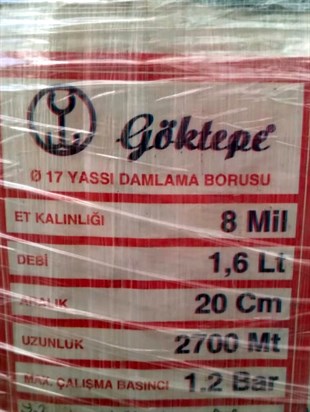 Göktepe
Ø 17 YASSI DAMLAMA BORUSU
ET KALINLIĞI 8 Mil
DEBİ 1,6 Lt
ARALIK 20 Cm
UZUNLUK 2700 Mt
MAX. ÇALIŞMA BASINCI 1.2 Bar